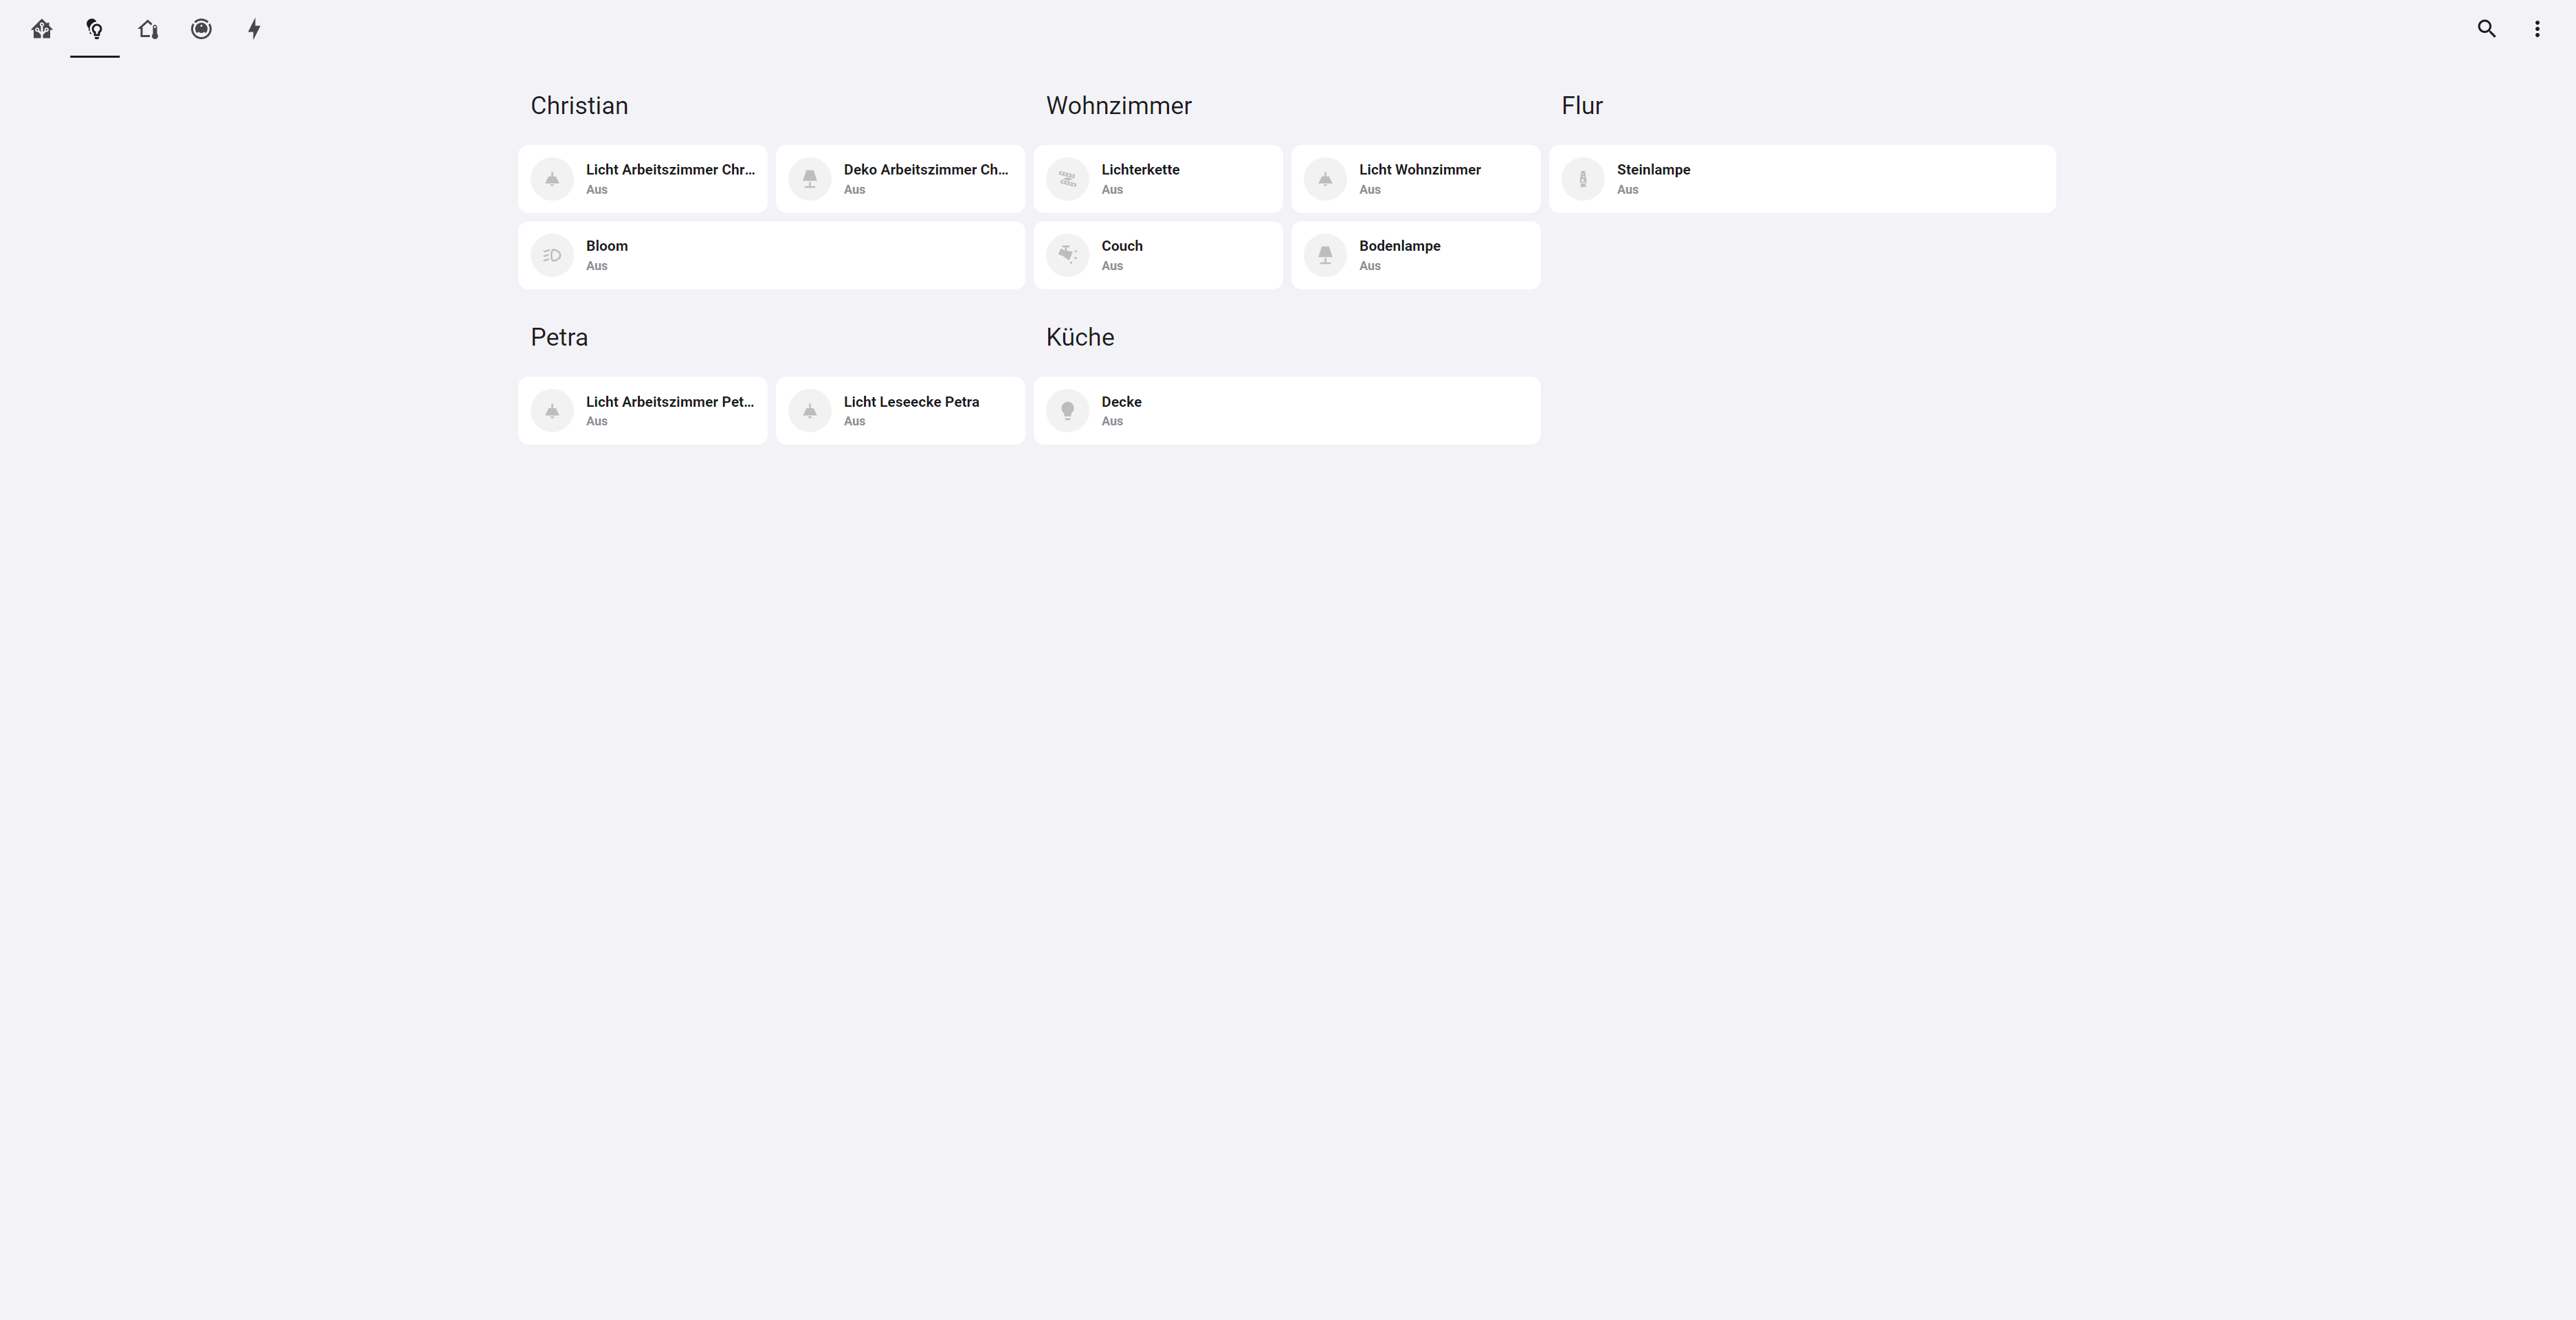 Christian
Licht Arbeitszimmer Chr...
Aus
Deko Arbeitszimmer Ch...
Aus
Bloom
Aus
Wohnzimmer
Lichterkette
Aus
Licht Wohnzimmer
Aus
Couch
Aus
Bodenlampe
Aus
Flur
Steinlampe
Aus
Petra
Licht Arbeitszimmer Pet...
Aus
Licht Leseecke Petra
Aus
Küche
Decke
Aus